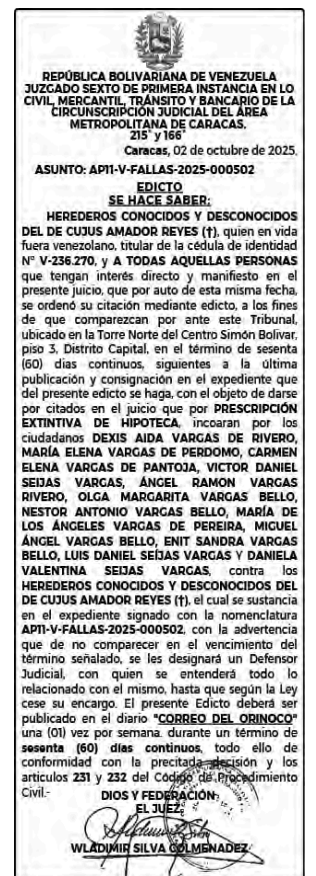 REPÚBLICA BOLIVARIANA DE VENEZUELA
JUZGADO SEXTO DE PRIMERA INSTANCIA EN LO
CIVIL, MERCANTIL, TRÁNSITO Y BANCARIO DE LA
CIRCUNSCRIPCIÓN JUDICIAL DEL ÁREA
METROPOLITANA DE CARACAS.
215° y 166°
Caracas, 02 de octubre de 2025.
ASUNTO: AP11-V-FALLAS-2025-000502
EDICTO
SE HACE SABER:
HEREDEROS CONOCIDOS Y DESCONOCIDOS
DEL DE CUJUS AMADOR REYES (†), quien en vida
fuera venezolano, titular de la cédula de identidad
N° V-236.270, y A TODAS AQUELLAS PERSONAS
que tengan interés directo y manifiesto en el
presente juicio, que por auto de esta misma fecha,
se ordenó su citación mediante edicto, a los fines
de que comparezcan por ante este Tribunal,
ubicado en la Torre Norte del Centro Simón Bolívar,
piso 3, Distrito Capital, en el término de sesenta
(60) días continuos, siguientes a la última
publicación y consignación en el expediente que
del presente edicto se haga, con el objeto de darse
por citados en el juicio que por PRESCRIPCIÓN
EXTINTIVA DE HIPOTECA, incoaran por los
ciudadanos DEXIS AIDA VARGAS DE RIVERO,
MARÍA ELENA VARGAS DE PERDOMO, CARMEN
ELENA VARGAS DE PANTOJA, VICTOR DANIEL
SEIJAS VARGAS, ÁNGEL RAMON VARGAS
RIVERO, OLGA MARGARITA VARGAS BELLO,
NESTOR ANTONIO VARGAS BELLO, MARÍA DE
LOS ÁNGELES VARGAS DE PEREIRA, MIGUEL
ÁNGEL VARGAS BELLO, ENIT SANDRA VARGAS
BELLO, LUIS DANIEL SEÍJAS VARGAS Y DANIELA
VALENTINA SEIJAS VARGAS, contra los
HEREDEROS CONOCIDOS Y DESCONOCIDOS DEL
DE CUJUS AMADOR REYES (†), el cual se sustancia
en el expediente signado con la nomenclatura
AP11-V-FALLAS-2025-000502, con la advertencia
que de no comparecer en el vencimiento del
término señalado, se les designará un Defensor
Judicial, con quien se entenderá todo lo
relacionado con el mismo, hasta que según la Ley
cese su encargo. El presente Edicto deberá ser
publicado en el diario "CORREO DEL ORINOCO"
una (01) vez por semana. durante un término de
sesenta (60) días continuos, todo ello de
conformidad con la precitada decisión y los
artículos 231 y 232 del Código de Procedimiento
Civil.-
DIOS Y FEDERACIÓN
EL JUEZ,
WLADIMIR SILVA COLMENADEZ